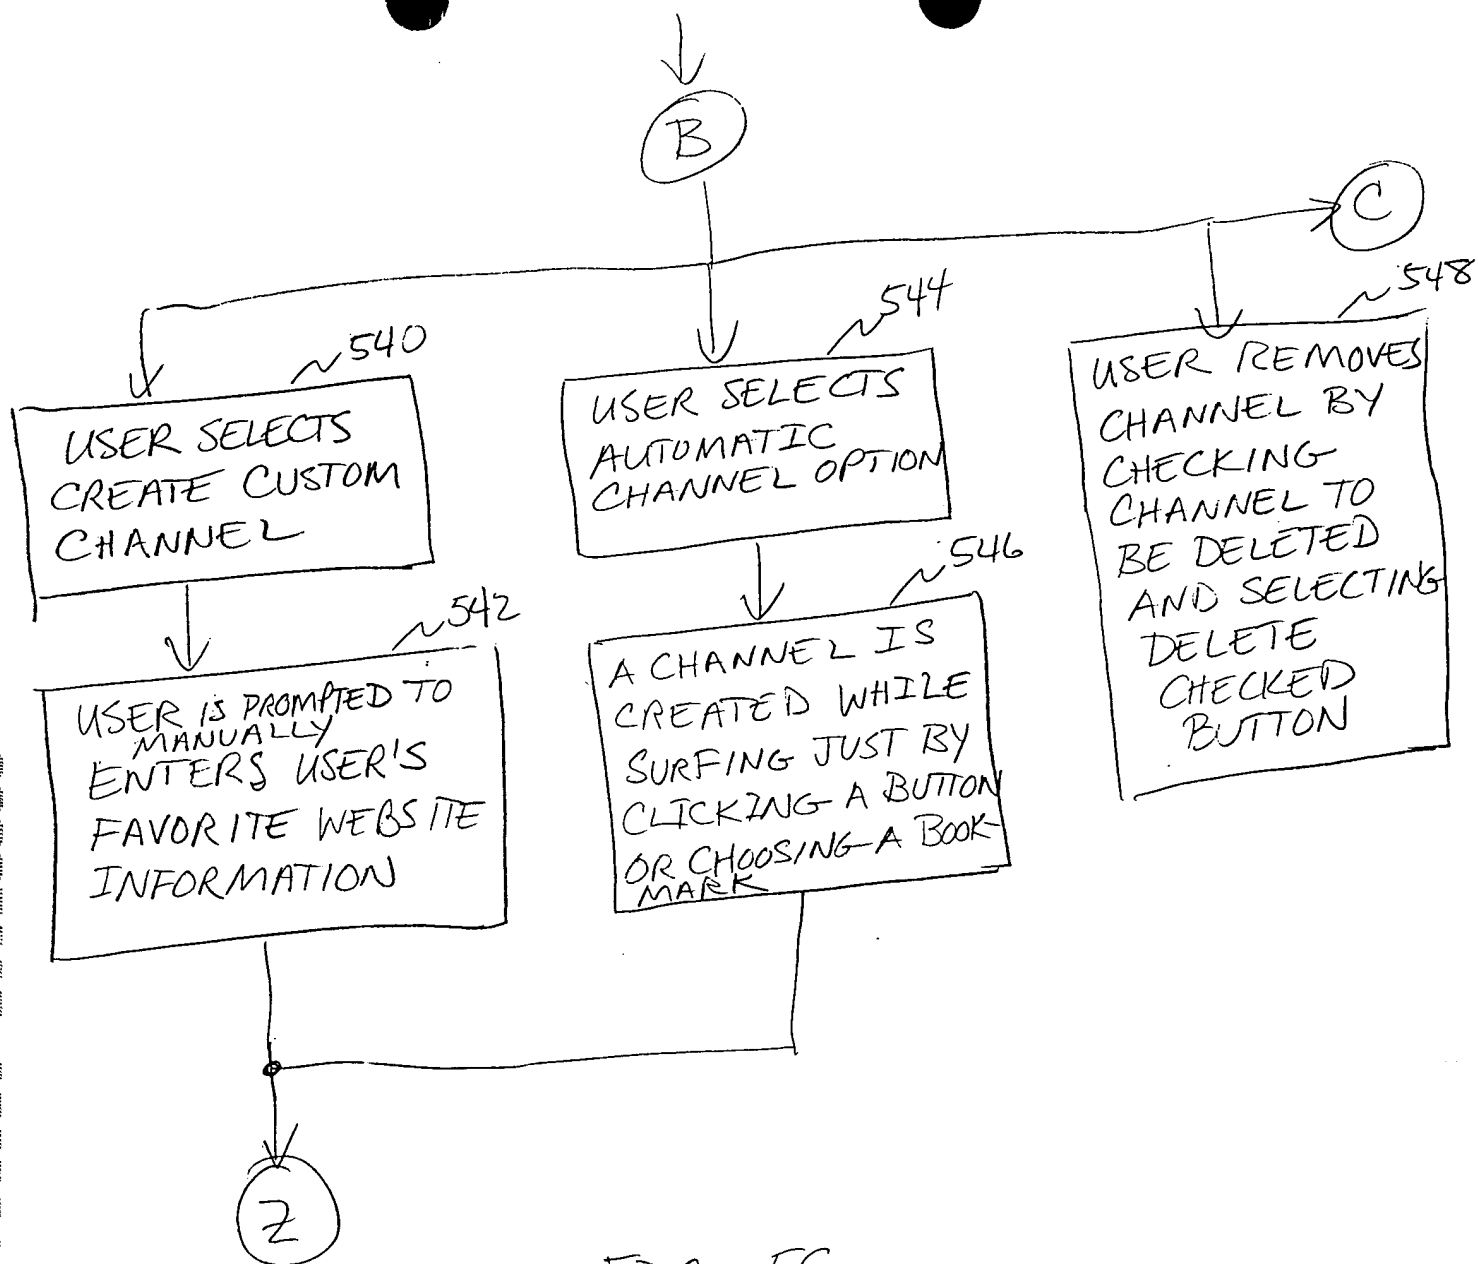 B
C
540
USER SELECTS
CREATE CUSTOM
CHANNEL
542
USER IS PROMPTED TO
MANUALLY
ENTERS USER'S
FAVORITE WEBSITE
INFORMATION
544
USER SELECTS
AUTOMATIC
CHANNEL OPTION
546
A CHANNEL IS
CREATED WHILE
SURFING JUST BY
CLICKING A BUTTON
OR CHOOSING A BOOK-
MARK
548
USER REMOVES
CHANNEL BY
CHECKING
CHANNEL TO
BE DELETED
AND SELECTING
DELETE
CHECKED
BUTTON
Z